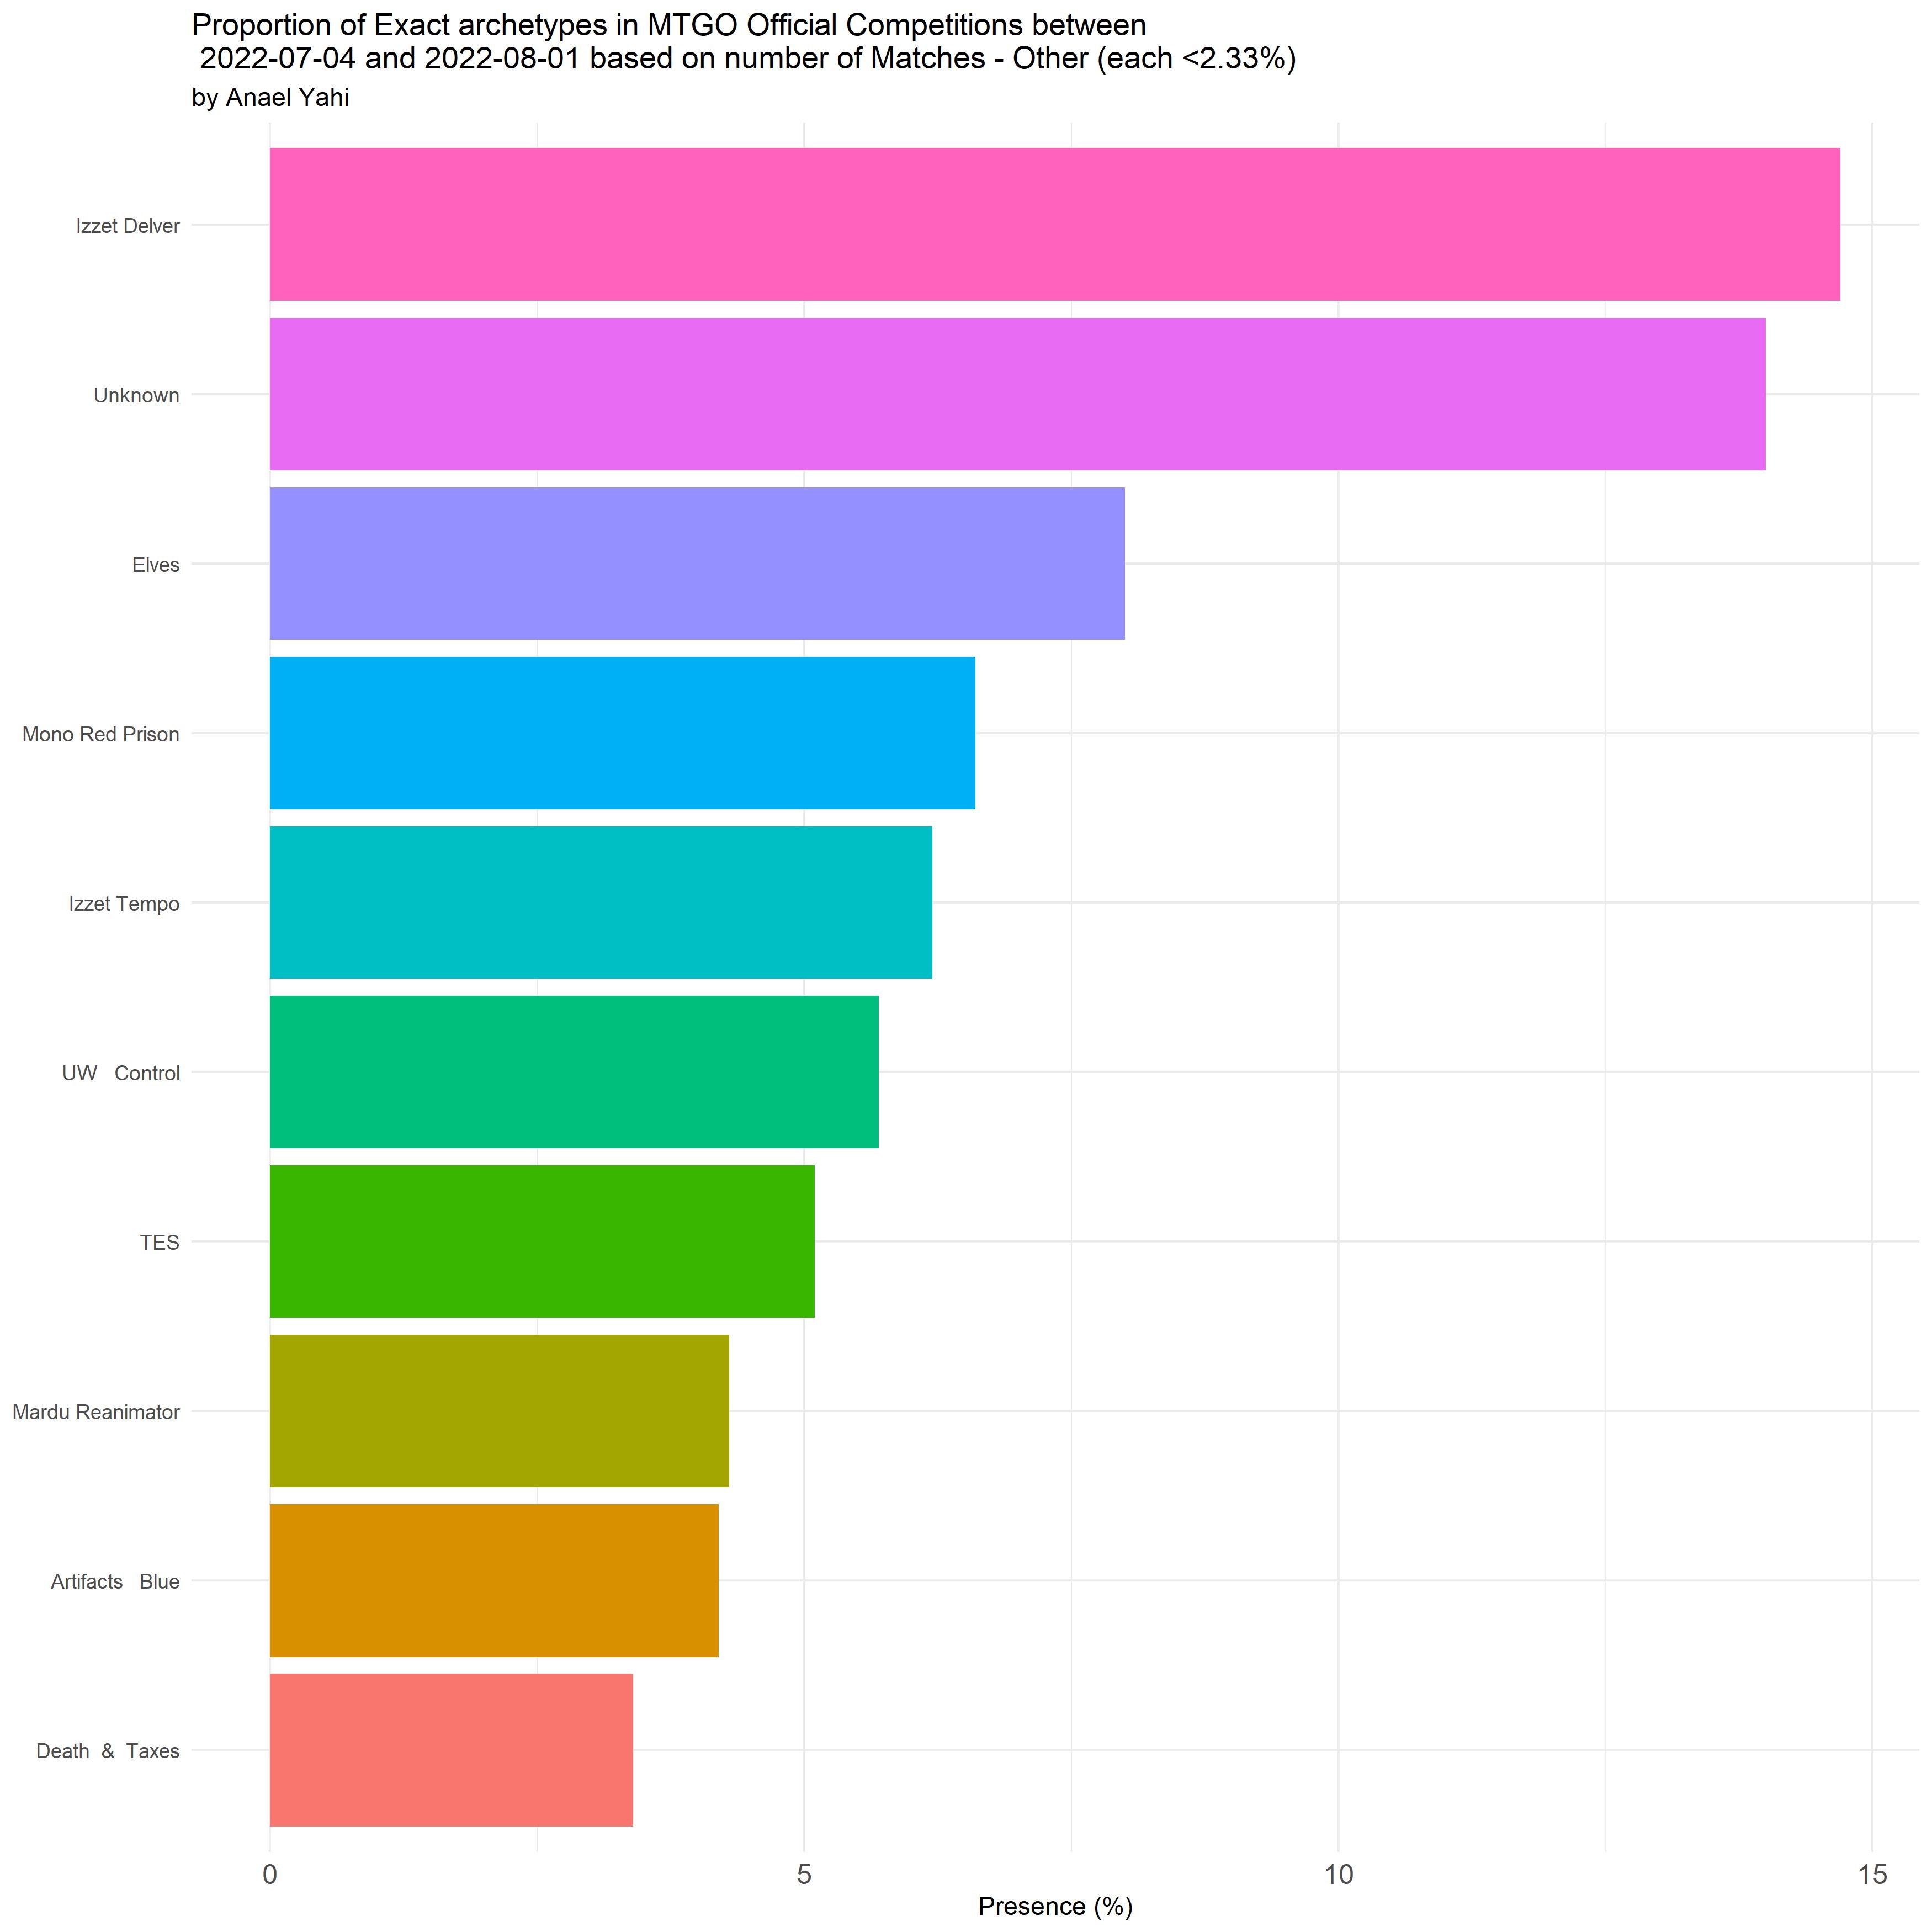 Proportion of Exact archetypes in MTGO Official Competitions between
2022-07-04 and 2022-08-01 based on number of Matches - Other (each <2.33%)
by Anael Yahi
Izzet Delver
Unknown
Elves
Mono Red Prison
Izzet Tempo
UW   Control
TES
Mardu Reanimator
Artifacts   Blue
Death  &  Taxes
0 5 10 15
Presence (%)